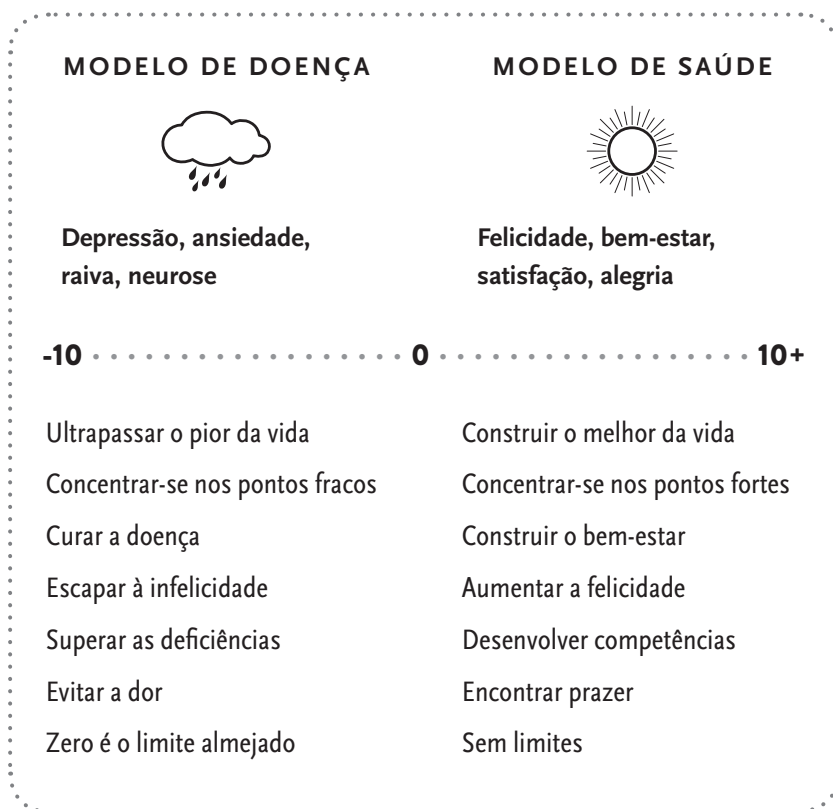 MODELO DE DOENÇA
MODELO DE SAÚDE
Depressão, ansiedade,
raiva, neurose
Felicidade, bem-estar,
satisfação, alegria
-10 0 10+
Ultrapassar o pior da vida
Concentrar-se nos pontos fracos
Curar a doença
Escapar à infelicidade
Superar as deficiências
Evitar a dor
Zero é o limite almejado
Construir o melhor da vida
Concentrar-se nos pontos fortes
Construir o bem-estar
Aumentar a felicidade
Desenvolver competências
Encontrar prazer
Sem limites